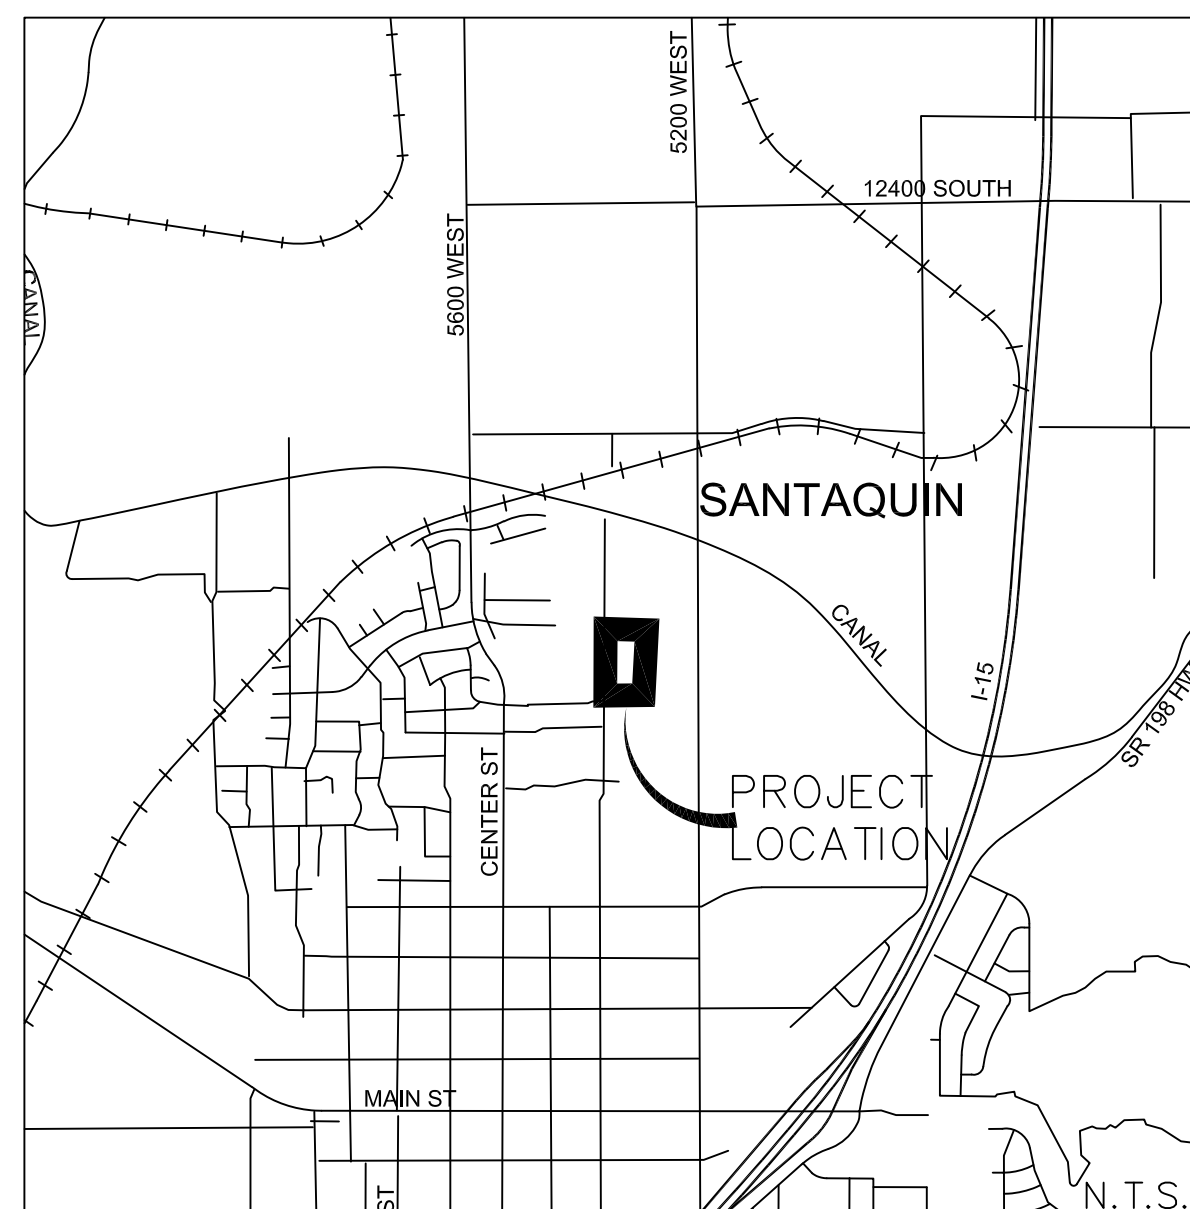 5200 WEST
12400 SOUTH
5600 WEST
CANAL
SANTAQUIN
CANAL
I-15
SR 198 HW
PROJECT
LOCATION
CENTER ST
MAIN ST
ST
N.T.S.